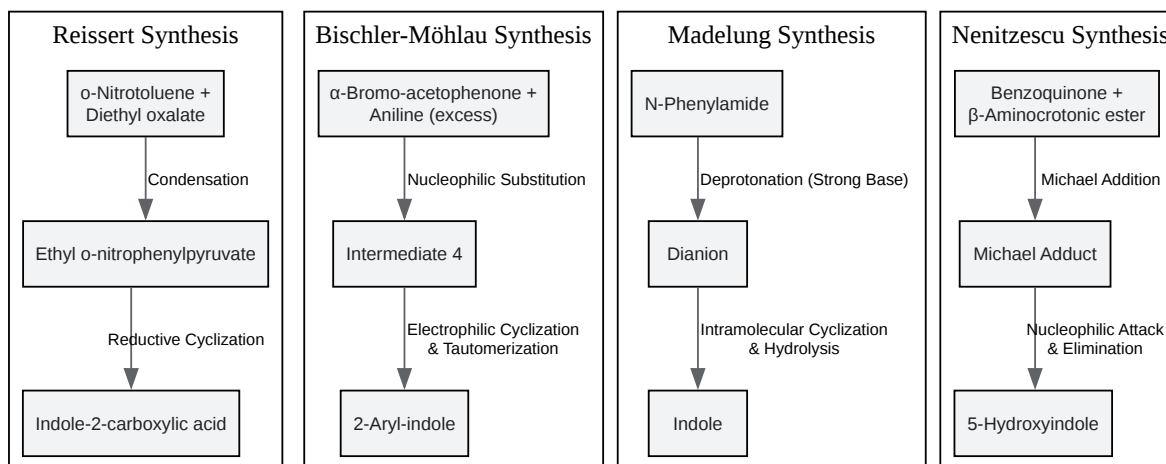 Reissert Synthesis
o-Nitrotoluene +
Diethyl oxalate
Condensation
Ethyl o-nitrophenylpyruvate
Reductive Cyclization
Indole-2-carboxylic acid
Bischler-Möhlau Synthesis
α-Bromo-acetophenone +
Aniline (excess)
Nucleophilic Substitution
Intermediate 4
Electrophilic Cyclization
& Tautomerization
2-Aryl-indole
Madelung Synthesis
N-Phenylamide
Deprotonation (Strong Base)
Dianion
Intramolecular Cyclization
& Hydrolysis
Indole
Nenitzescu Synthesis
Benzoquinone +
β-Aminocrotonic ester
Michael Addition
Michael Adduct
Nucleophilic Attack
& Elimination
5-Hydroxyindole